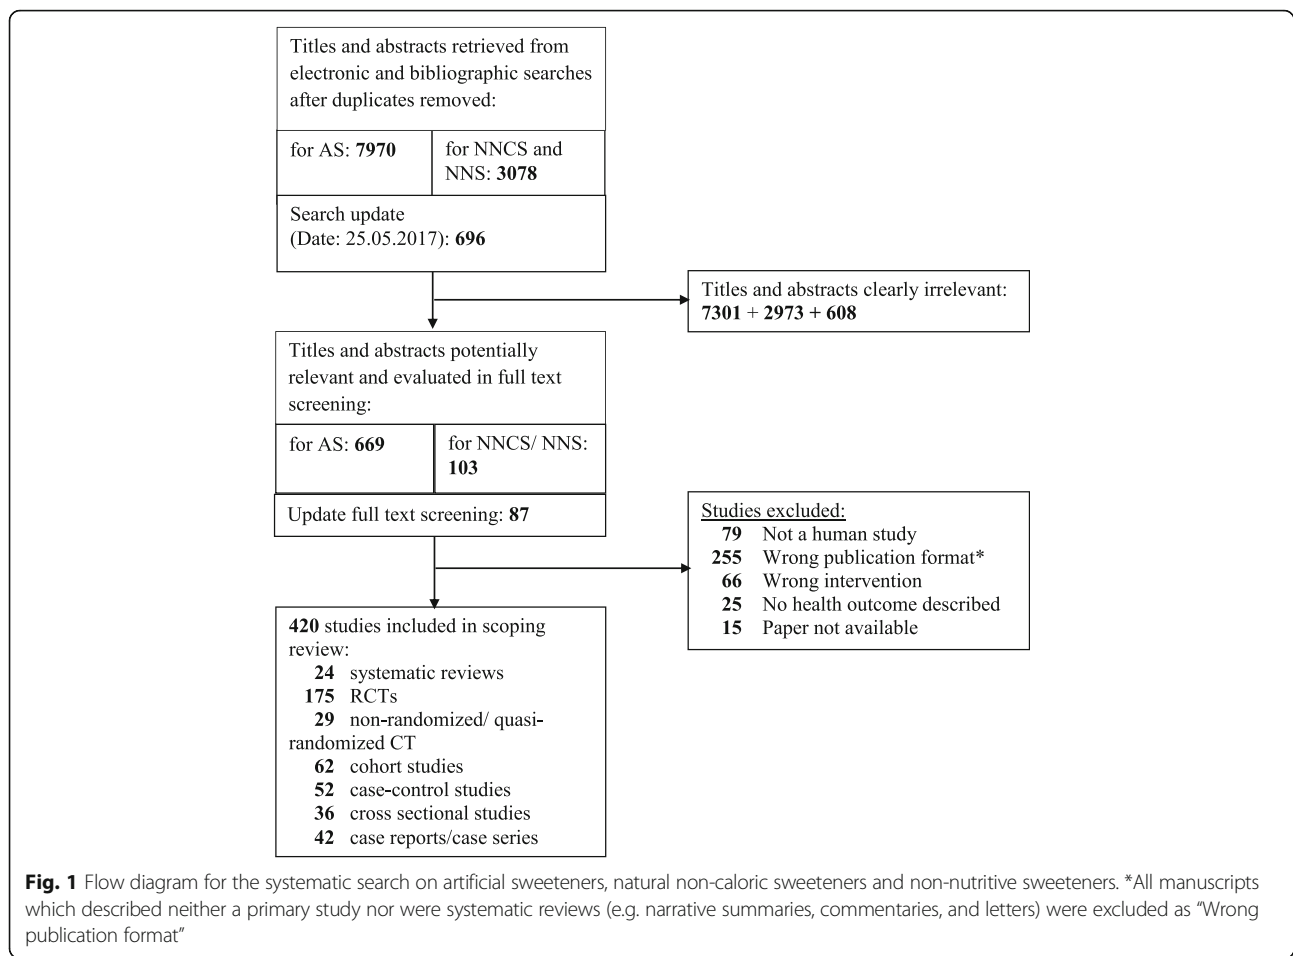 Titles and abstracts retrieved from
electronic and bibliographic searches
after duplicates removed:
for AS: 7970
for NNCS and
NNS: 3078
Search update
(Date: 25.05.2017): 696
Titles and abstracts clearly irrelevant:
7301 + 2973 + 608
Titles and abstracts potentially
relevant and evaluated in full text
screening:
for AS: 669
for NNCS/ NNS:
103
Update full text screening: 87
Studies excluded:
79 Not a human study
255 Wrong publication format*
66 Wrong intervention
25 No health outcome described
15 Paper not available
420 studies included in scoping
review:
24 systematic reviews
175 RCTs
29 non-randomized/ quasi-
randomized CT
62 cohort studies
52 case-control studies
36 cross sectional studies
42 case reports/case series
Fig. 1 Flow diagram for the systematic search on artificial sweeteners, natural non-caloric sweeteners and non-nutritive sweeteners. *All manuscripts
which described neither a primary study nor were systematic reviews (e.g. narrative summaries, commentaries, and letters) were excluded as “Wrong
publication format”